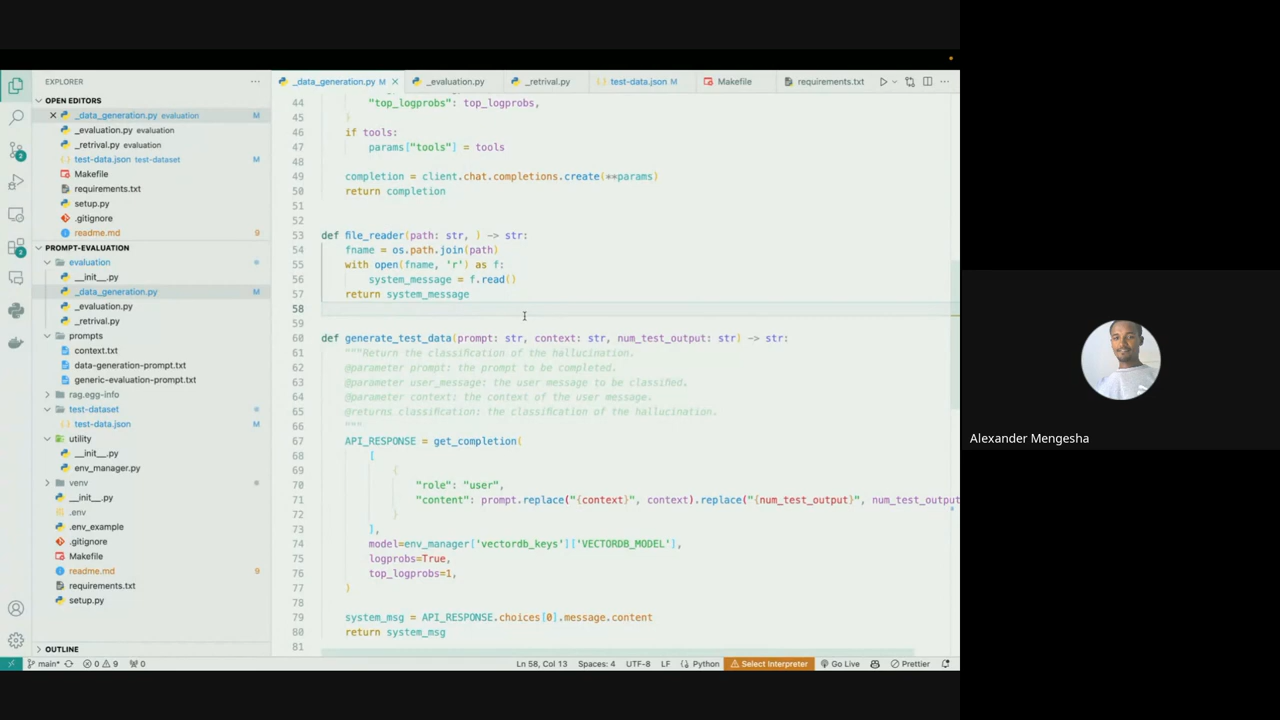 EXPLORER
OPEN EDITORS
_data_generation.py evaluation M
_evaluation.py evaluation
_retrival.py evaluation
test-data.json test-dataset M
Makefile
requirements.txt
setup.py
.gitignore
readme.md 9
PROMPT-EVALUATION
evaluation
__init__.py
_data_generation.py M
_evaluation.py
_retrival.py
prompts
context.txt
data-generation-prompt.txt
generic-evaluation-prompt.txt
rag.egg-info
test-dataset
test-data.json M
utility
__init__.py
env_manager.py
venv
__init__.py
.env
.env_example
.gitignore
Makefile
readme.md 9
requirements.txt
setup.py
OUTLINE
_data_generation.py M
_evaluation.py
_retrival.py
test-data.json M
Makefile
requirements.txt
44 "top_logprobs": top_logprobs,
45 }
46 if tools:
47 params["tools"] = tools
48
49 completion = client.chat.completions.create(**params)
50 return completion
51
52
53 def file_reader(path: str, ) -> str:
54 fname = os.path.join(path)
55 with open(fname, 'r') as f:
56 system_message = f.read()
57 return system_message
58
59
60 def generate_test_data(prompt: str, context: str, num_test_output: str) -> str:
61 """Return the classification of the hallucination.
62 @parameter prompt: the prompt to be completed.
63 @parameter user_message: the user message to be classified.
64 @parameter context: the context of the user message.
65 @returns classification: the classification of the hallucination.
66 """
67 API_RESPONSE = get_completion(
68 [
69 {
70 "role": "user",
71 "content": prompt.replace("{context}", context).replace("{num_test_output}", num_test_output
72 }
73 ],
74 model=env_manager['vectordb_keys']['VECTORDB_MODEL'],
75 logprobs=True,
76 top_logprobs=1,
77 )
78
79 system_msg = API_RESPONSE.choices[0].message.content
80 return system_msg
81
main* 0 9 0 Ln 58, Col 13 Spaces: 4 UTF-8 LF Python Select Interpreter Go Live Prettier
Alexander Mengesha